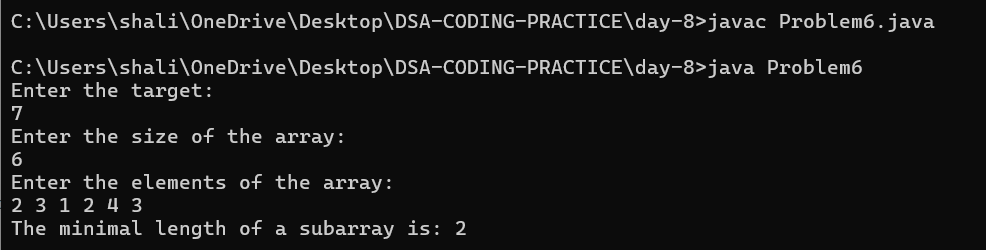 C:\Users\shali\OneDrive\Desktop\DSA-CODING-PRACTICE\day-8>javac Problem6.java
C:\Users\shali\OneDrive\Desktop\DSA-CODING-PRACTICE\day-8>java Problem6
Enter the target:
7
Enter the size of the array:
6
Enter the elements of the array:
2 3 1 2 4 3
The minimal length of a subarray is: 2